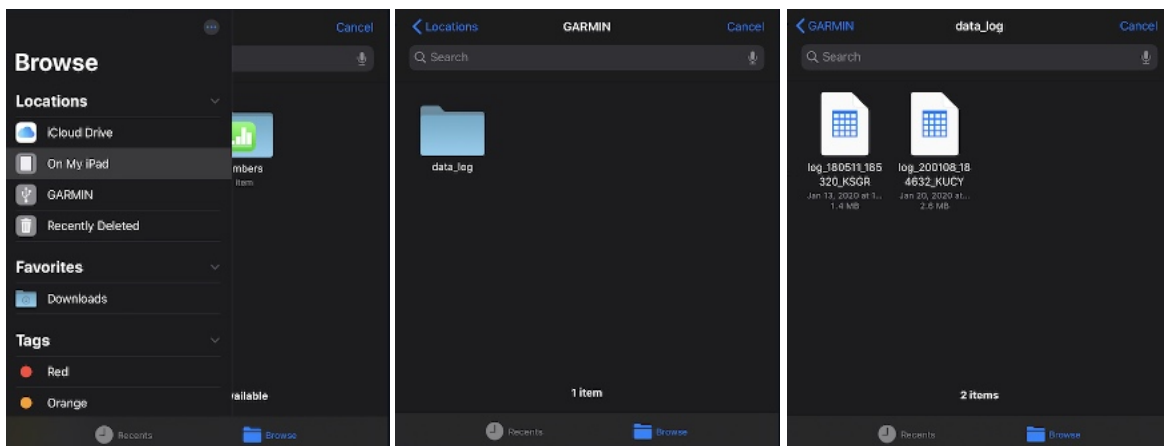 Cancel
Browse
Locations
iCloud Drive
On My iPad
mbers
item
GARMIN
Recently Deleted
Favorites
Downloads
Tags
Red
Orange
vailable
Recents
Browse
Locations
GARMIN
Cancel
Search
data_log
1 item
Recents
Browse
GARMIN
data_log
Cancel
Search
log_180511_185
320_KSGR
Jan 13, 2020 at 1...
1.4 MB
log_200108_18
4632_KUCY
Jan 20, 2020 at...
2.6 MB
2 items
Recents
Browse